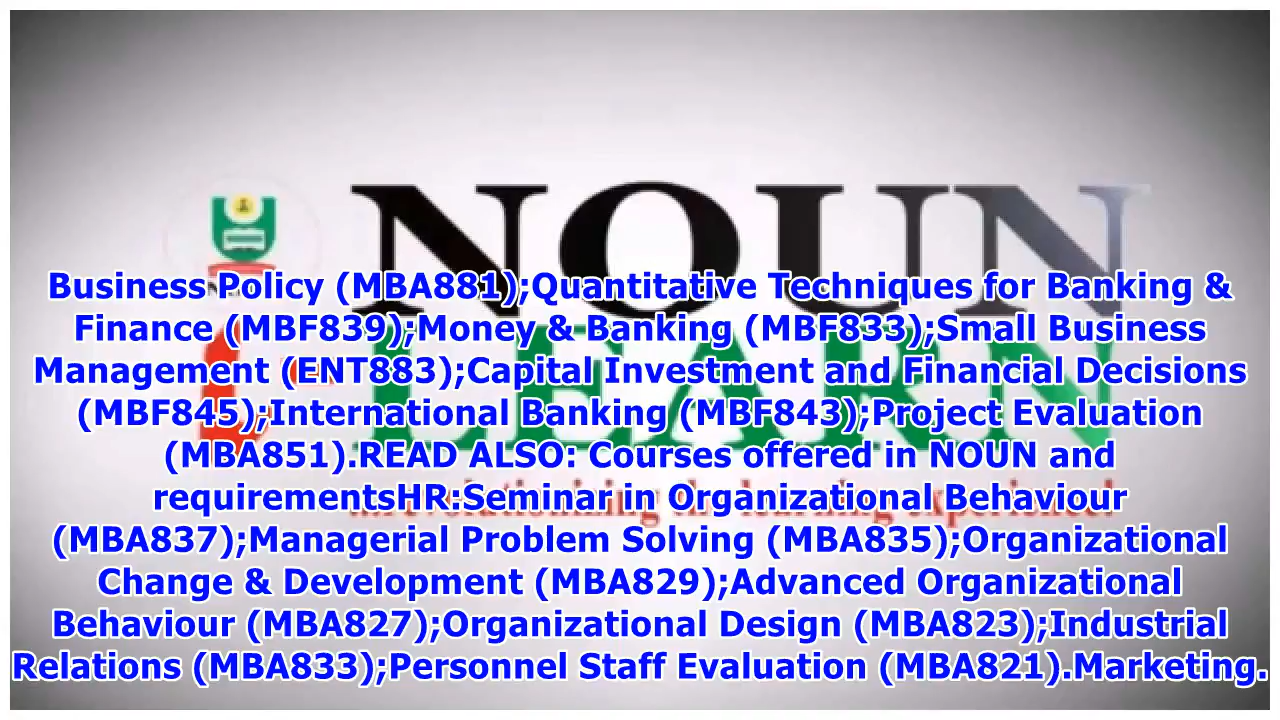 NOUN
LEARN
Business Policy (MBA881);Quantitative Techniques for Banking &
Finance (MBF839);Money & Banking (MBF833);Small Business
Management (ENT883);Capital Investment and Financial Decisions
(MBF845);International Banking (MBF843);Project Evaluation
(MBA851).READ ALSO: Courses offered in NOUN and
requirementsHR:Seminar in Organizational Behaviour
(MBA837);Managerial Problem Solving (MBA835);Organizational
Change & Development (MBA829);Advanced Organizational
Behaviour (MBA827);Organizational Design (MBA823);Industrial
Relations (MBA833);Personnel Staff Evaluation (MBA821).Marketing.